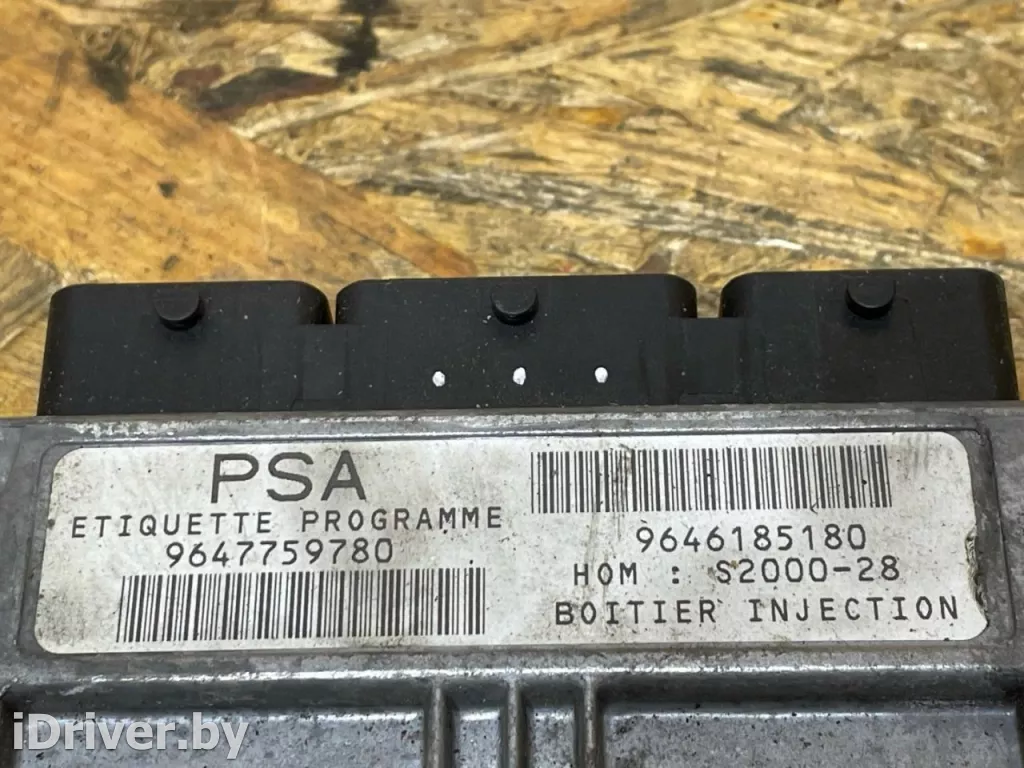 PSA
ETIQUETTE PROGRAMME
9647759780
9646185180
HOM : S2000-28
BOITIER INJECTION
iDriver.by